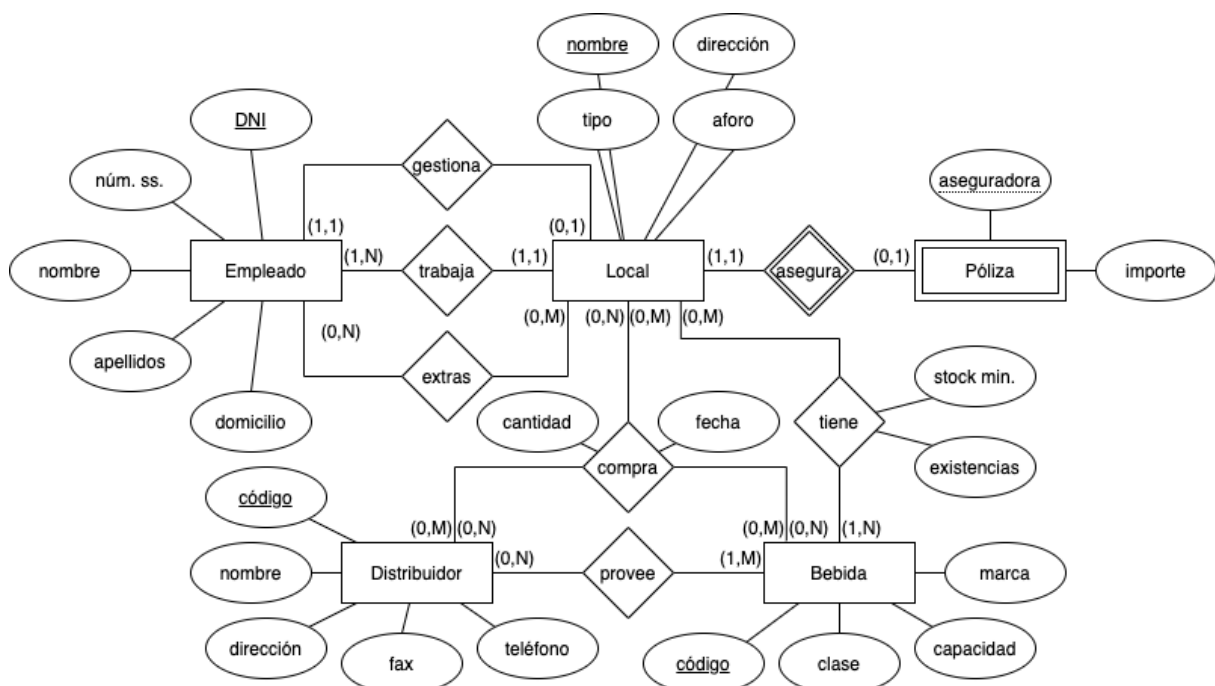 nombre
dirección
DNI
tipo
aforo
gestiona
núm. ss.
aseguradora
(1,1)
(0,1)
(1,N)
(1,1)
(1,1)
(0,1)
nombre
Empleado
trabaja
Local
asegura
Póliza
importe
(0,N)
(0,M)
(0,N)
(0,M)
(0,M)
apellidos
extras
stock min.
domicilio
cantidad
fecha
tiene
compra
existencias
código
(0,M)
(0,N)
(0,M)
(0,N)
(1,N)
(0,N)
(1,M)
nombre
Distribuidor
provee
Bebida
marca
dirección
fax
teléfono
código
clase
capacidad